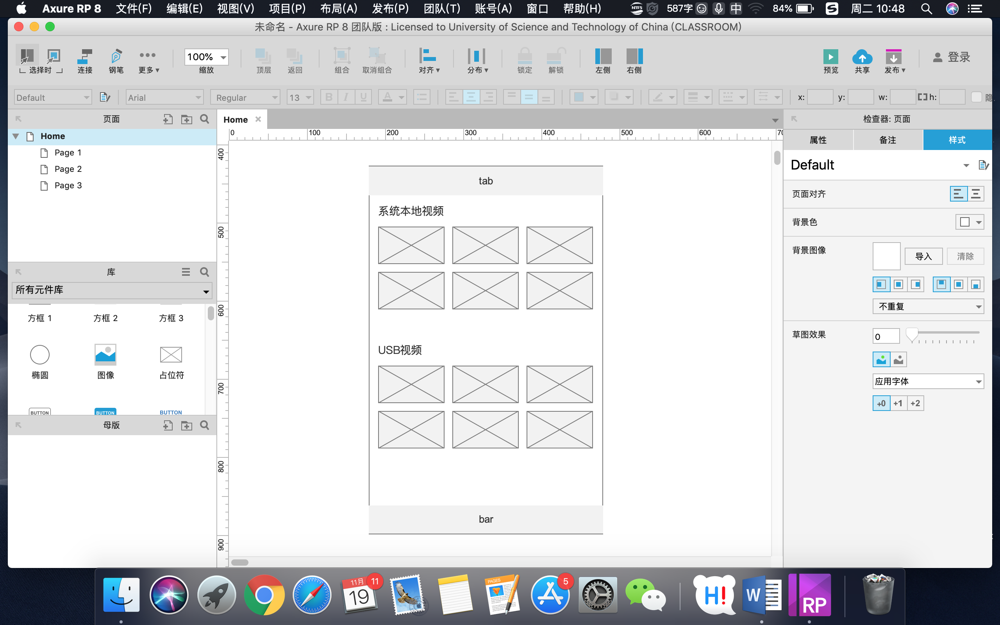 Axure RP 8 文件(F) 编辑(E) 视图(V) 项目(P) 布局(A) 发布(P) 团队(T) 账号(A) 窗口 帮助(H) NTFS 587字 中 84% S 周二 10:48
未命名 - Axure RP 8 团队版 : Licensed to University of Science and Technology of China (CLASSROOM)
100%
登录
选择时 连接 钢笔 更多 缩放 顶层 返回 组合 取消组合 对齐 分布 锁定 解锁 左侧 右侧 预览 共享 发布
Default Arial Regular 13 B I U A x: y: w: h: 隐
页面
Home
检查器: 页面
Home
0 100 200 300 400 500 600 70
属性 备注 样式
Page 1
Page 2
Page 3
400
500
600
700
800
900
Default
tab
页面对齐
系统本地视频
背景色
背景图像
导入 清除
库
所有元件库
不重复
方框 1 方框 2 方框 3
草图效果
0
USB视频
椭圆 图像 占位符
应用字体
+0 +1 +2
BUTTON BUTTON BUTTON
母版
bar
11月 11
19
PAGES
5
H!
W
RP